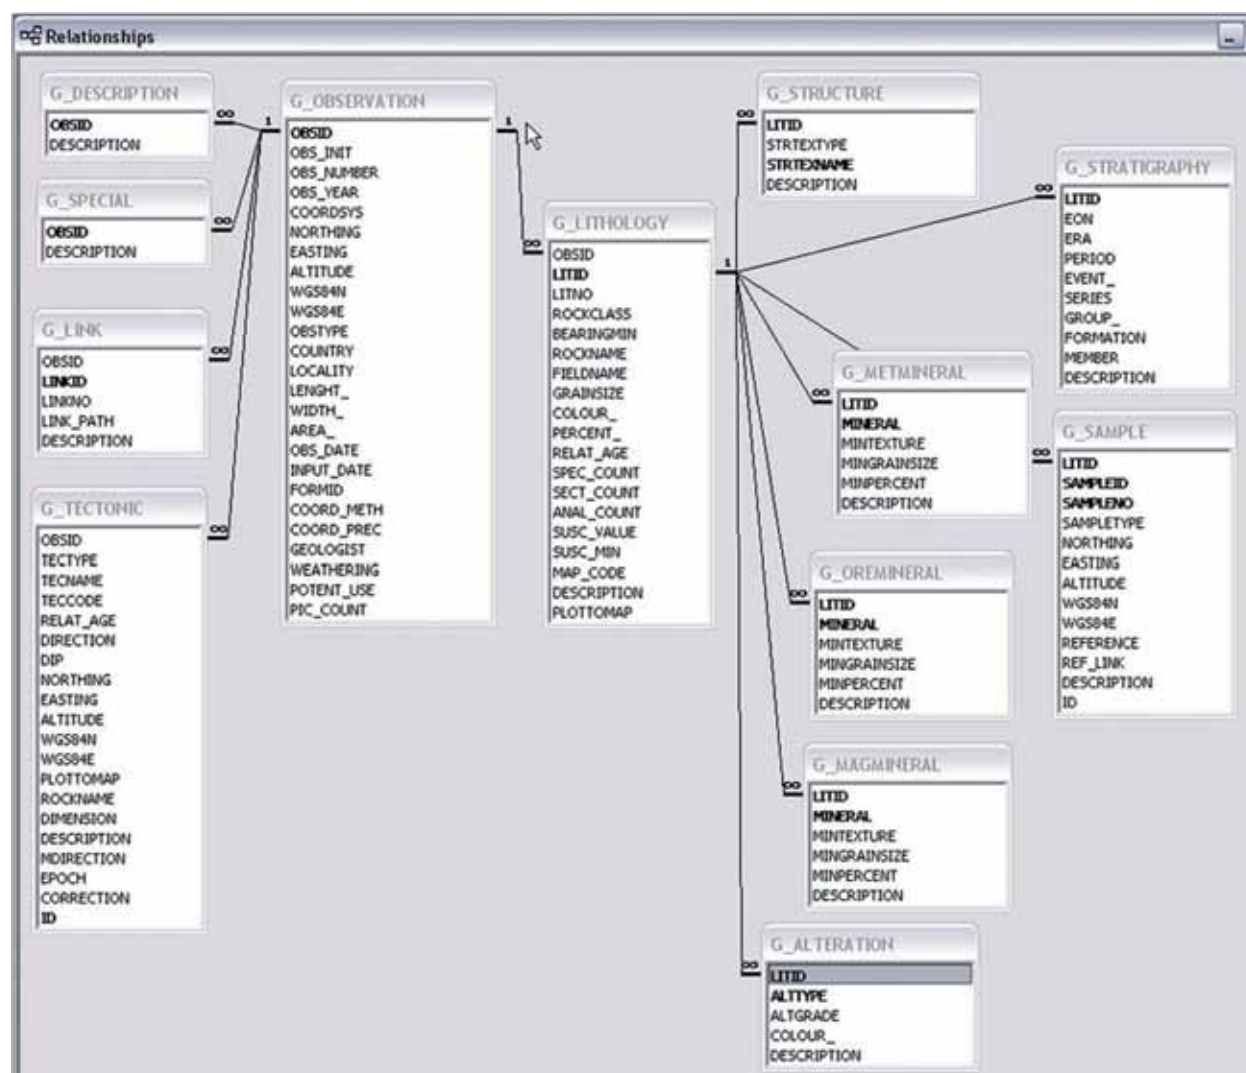 Relationships
G_DESCRIPTION
OBSID
DESCRIPTION
G_SPECIAL
OBSID
DESCRIPTION
G_LINK
OBSID
LINKID
LINKNO
LINK_PATH
DESCRIPTION
G_TECTONIC
OBSID
TECTYPE
TECNAME
TECCODE
RELAT_AGE
DIRECTION
DIP
NORTHING
EASTING
ALTITUDE
WGS84N
WGS84E
PLOTTOMAP
ROCKNAME
DIMENSION
DESCRIPTION
MDIRECTION
EPOCH
CORRECTION
ID
∞
∞
∞
∞
1
G_OBSERVATION
OBSID
OBS_INIT
OBS_NUMBER
OBS_YEAR
COORDSYS
NORTHING
EASTING
ALTITUDE
WGS84N
WGS84E
OBSTYPE
COUNTRY
LOCALITY
LENGHT_
WIDTH_
AREA_
OBS_DATE
INPUT_DATE
FORMID
COORD_METH
COORD_PREC
GEOLOGIST
WEATHERING
POTENT_USE
PIC_COUNT
1
∞
G_LITHOLOGY
OBSID
LITID
LITNO
ROCKCLASS
BEARINGMIN
ROCKNAME
FIELDNAME
GRAINSIZE
COLOUR_
PERCENT_
RELAT_AGE
SPEC_COUNT
SECT_COUNT
ANAL_COUNT
SUSC_VALUE
SUSC_MIN
MAP_CODE
DESCRIPTION
PLOTTOMAP
1
∞
G_STRUCTURE
LITID
STRTEXTYPE
STRTEXNAME
DESCRIPTION
∞
G_STRATIGRAPHY
LITID
EON
ERA
PERIOD
EVENT_
SERIES
GROUP_
FORMATION
MEMBER
DESCRIPTION
∞
G_METMINERAL
LITID
MINERAL
MINTEXTURE
MINGRAINSIZE
MINPERCENT
DESCRIPTION
∞
G_SAMPLE
LITID
SAMPLEID
SAMPLENO
SAMPLETYPE
NORTHING
EASTING
ALTITUDE
WGS84N
WGS84E
REFERENCE
REF_LINK
DESCRIPTION
ID
∞
G_OREMINERAL
LITID
MINERAL
MINTEXTURE
MINGRAINSIZE
MINPERCENT
DESCRIPTION
∞
G_MAGMINERAL
LITID
MINERAL
MINTEXTURE
MINGRAINSIZE
MINPERCENT
DESCRIPTION
∞
G_ALTERATION
LITID
ALTTYPE
ALTGRADE
COLOUR_
DESCRIPTION